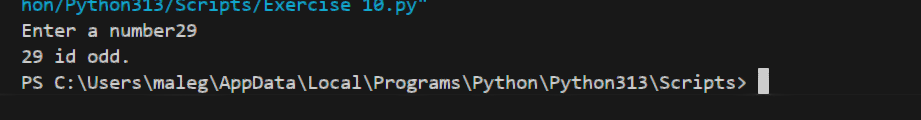 hon/Python313/Scripts/Exercise 10.py"
Enter a number29
29 id odd.
PS C:\Users\maleg\AppData\Local\Programs\Python\Python313\Scripts>